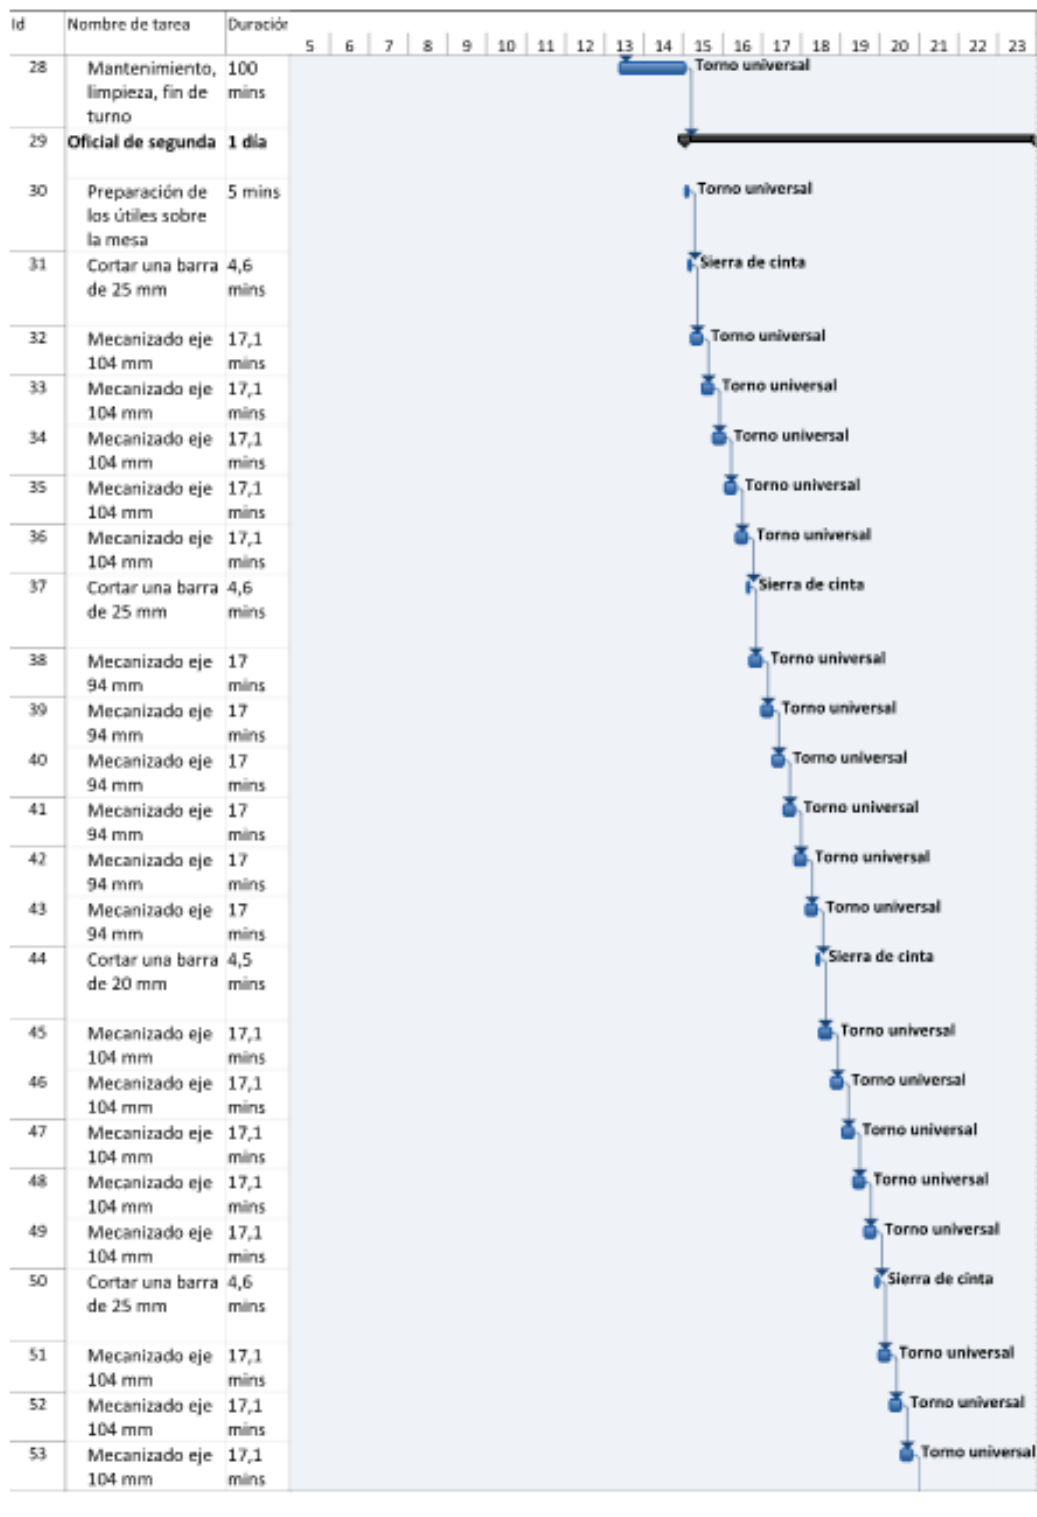 Id Nombre de tarea Duración
5 6 7 8 9 10 11 12 13 14 15 16 17 18 19 20 21 22 23
28 Mantenimiento, 100 Torno universal
limpieza, fin de mins
turno
29 Oficial de segunda 1 día
30 Preparación de 5 mins Torno universal
los útiles sobre
la mesa
31 Cortar una barra 4,6 Sierra de cinta
de 25 mm mins
32 Mecanizado eje 17,1 Torno universal
104 mm mins
33 Mecanizado eje 17,1 Torno universal
104 mm mins
34 Mecanizado eje 17,1 Torno universal
104 mm mins
35 Mecanizado eje 17,1 Torno universal
104 mm mins
36 Mecanizado eje 17,1 Torno universal
104 mm mins
37 Cortar una barra 4,6 Sierra de cinta
de 25 mm mins
38 Mecanizado eje 17 Torno universal
94 mm mins
39 Mecanizado eje 17 Torno universal
94 mm mins
40 Mecanizado eje 17 Torno universal
94 mm mins
41 Mecanizado eje 17 Torno universal
94 mm mins
42 Mecanizado eje 17 Torno universal
94 mm mins
43 Mecanizado eje 17 Torno universal
94 mm mins
44 Cortar una barra 4,5 Sierra de cinta
de 20 mm mins
45 Mecanizado eje 17,1 Torno universal
104 mm mins
46 Mecanizado eje 17,1 Torno universal
104 mm mins
47 Mecanizado eje 17,1 Torno universal
104 mm mins
48 Mecanizado eje 17,1 Torno universal
104 mm mins
49 Mecanizado eje 17,1 Torno universal
104 mm mins
50 Cortar una barra 4,6 Sierra de cinta
de 25 mm mins
51 Mecanizado eje 17,1 Torno universal
104 mm mins
52 Mecanizado eje 17,1 Torno universal
104 mm mins
53 Mecanizado eje 17,1 Torno universal
104 mm mins